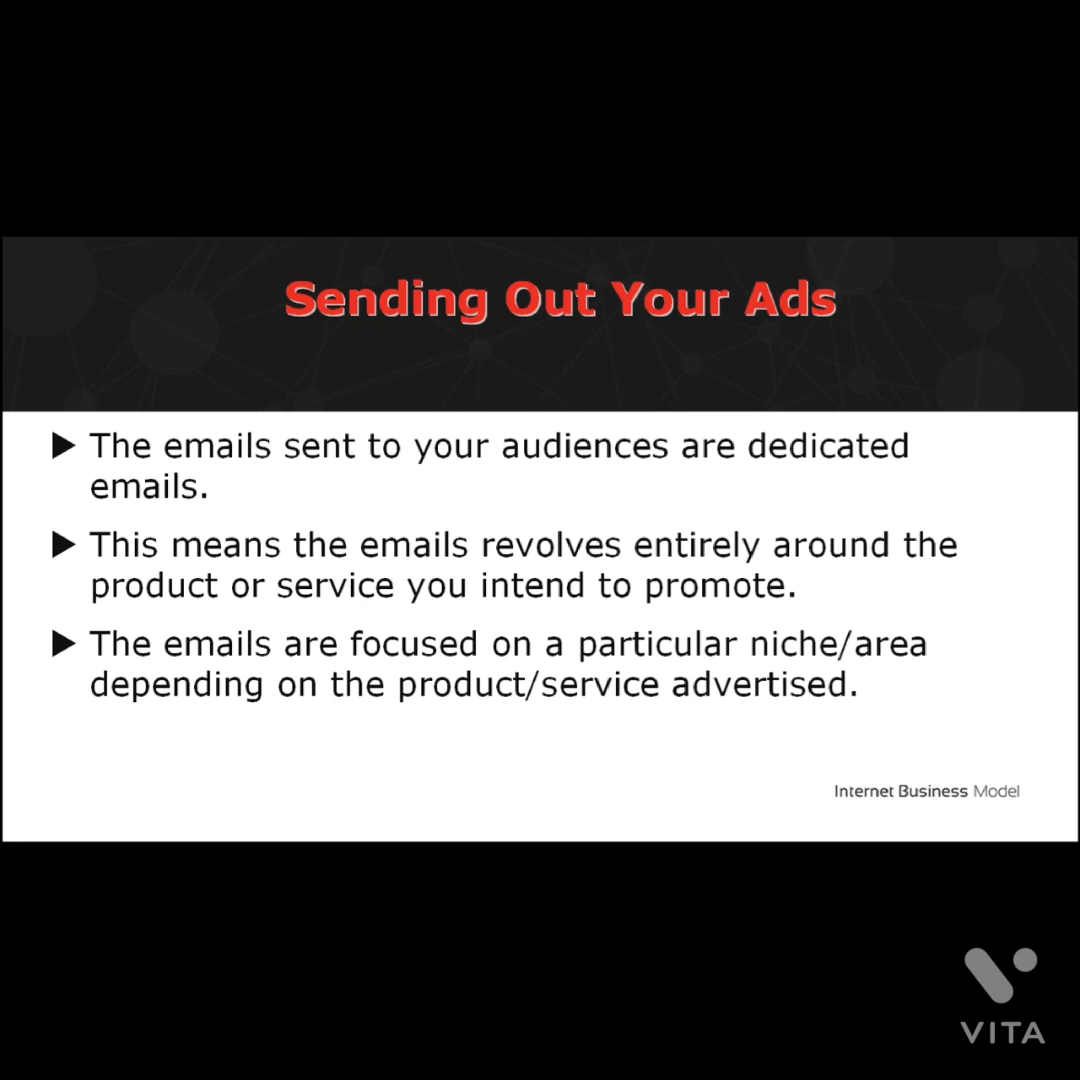 Sending Out Your Ads
▶ The emails sent to your audiences are dedicated
emails.
▶ This means the emails revolves entirely around the
product or service you intend to promote.
▶ The emails are focused on a particular niche/area
depending on the product/service advertised.
Internet Business Model
VITA